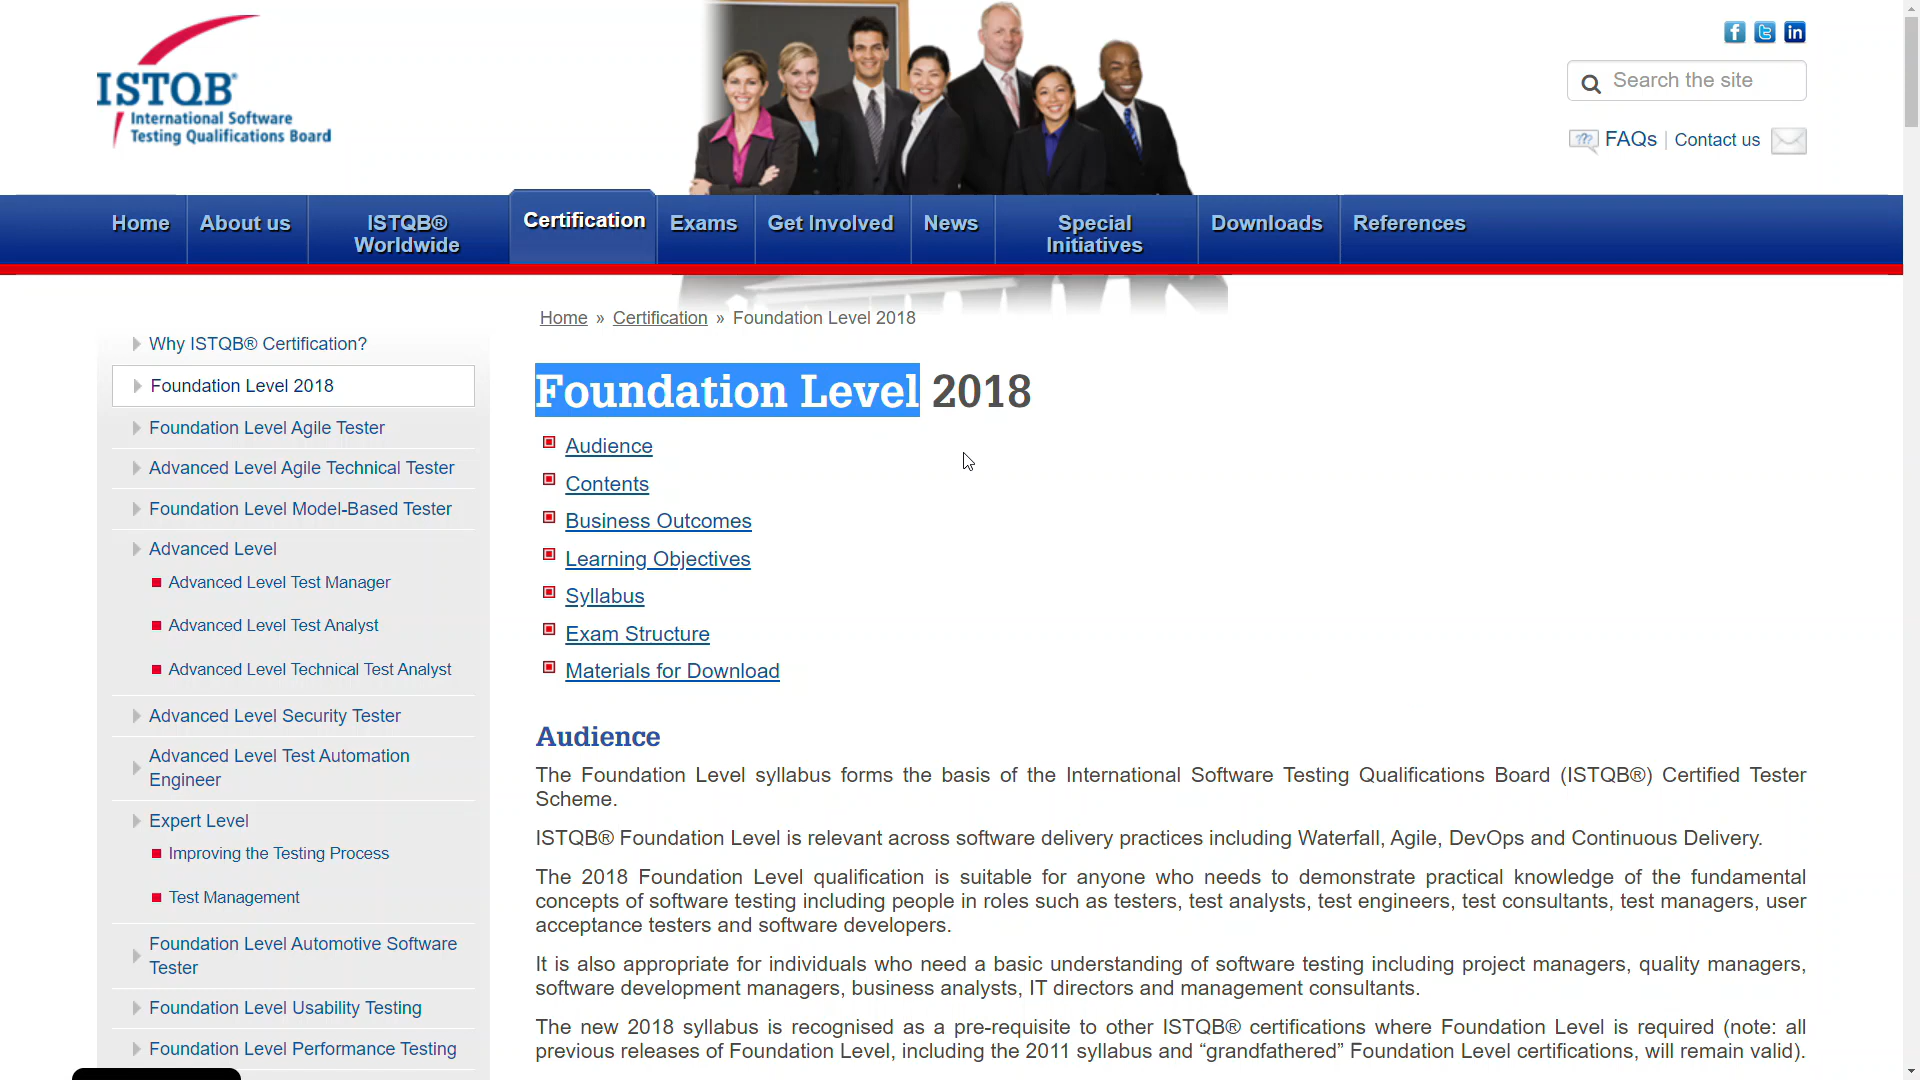 ISTQB®
International Software
Testing Qualifications Board
Search the site
FAQs | Contact us
Home
About us
ISTQB®
Worldwide
Certification
Exams
Get Involved
News
Special
Initiatives
Downloads
References
Home » Certification » Foundation Level 2018
Why ISTQB® Certification?
Foundation Level 2018
Foundation Level Agile Tester
Advanced Level Agile Technical Tester
Foundation Level Model-Based Tester
Advanced Level
Advanced Level Test Manager
Advanced Level Test Analyst
Advanced Level Technical Test Analyst
Advanced Level Security Tester
Advanced Level Test Automation
Engineer
Expert Level
Improving the Testing Process
Test Management
Foundation Level Automotive Software
Tester
Foundation Level Usability Testing
Foundation Level Performance Testing
Foundation Level 2018
Audience
Contents
Business Outcomes
Learning Objectives
Syllabus
Exam Structure
Materials for Download
Audience
The Foundation Level syllabus forms the basis of the International Software Testing Qualifications Board (ISTQB®) Certified Tester
Scheme.
ISTQB® Foundation Level is relevant across software delivery practices including Waterfall, Agile, DevOps and Continuous Delivery.
The 2018 Foundation Level qualification is suitable for anyone who needs to demonstrate practical knowledge of the fundamental
concepts of software testing including people in roles such as testers, test analysts, test engineers, test consultants, test managers, user
acceptance testers and software developers.
It is also appropriate for individuals who need a basic understanding of software testing including project managers, quality managers,
software development managers, business analysts, IT directors and management consultants.
The new 2018 syllabus is recognised as a pre-requisite to other ISTQB® certifications where Foundation Level is required (note: all
previous releases of Foundation Level, including the 2011 syllabus and “grandfathered” Foundation Level certifications, will remain valid).